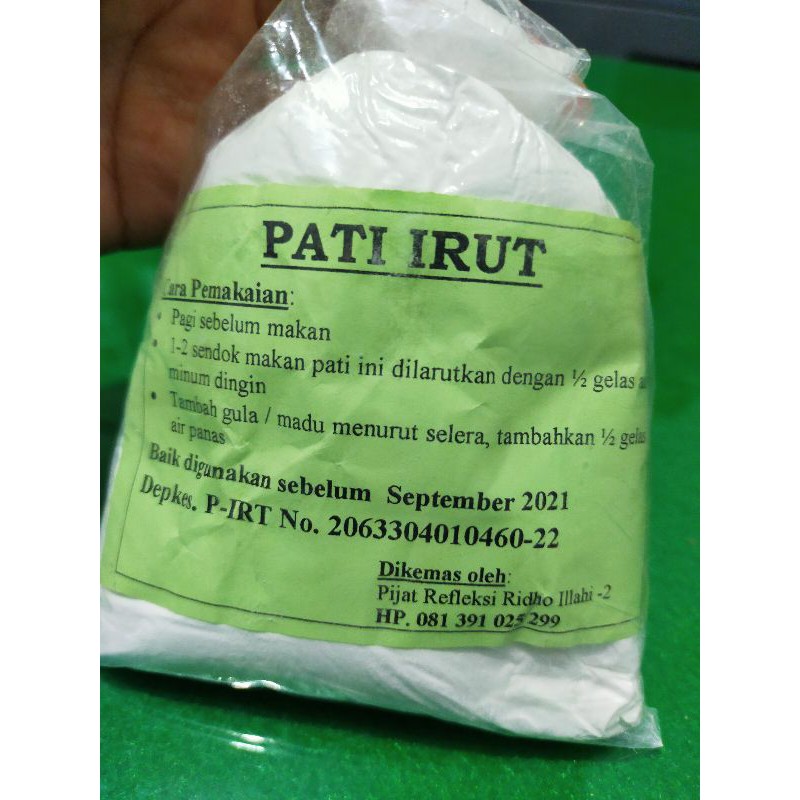 PATI IRUT
Cara Pemakaian:
• Pagi sebelum makan
• 1-2 sendok makan pati ini dilarutkan dengan ½ gelas
minum dingin
• Tambah gula / madu menurut selera, tambahkan ½ gelas
air panas
Baik digunakan sebelum September 2021
Depkes. P-IRT No. 2063304010460-22
Dikemas oleh:
Pijat Refleksi Ridho Illahi -2
HP. 081 391 025 299